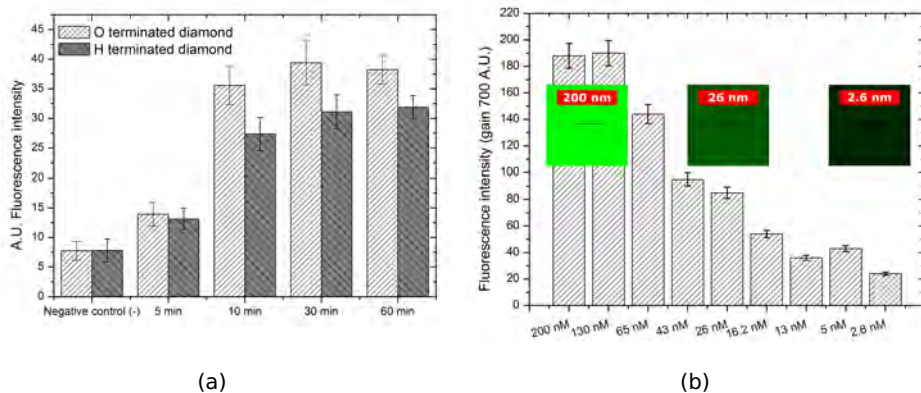 O terminated diamond
H terminated diamond
A.U. Fluorescence intensity
45
40
35
30
25
20
15
10
5
0
Negative control (-)
5 min
10 min
30 min
60 min
(a)
Fluorescence intensity (gain 700 A.U.)
220
200
180
160
140
120
100
80
60
40
20
0
200 nm
26 nm
2.6 nm
200 nM
130 nM
65 nM
43 nM
26 nM
16.2 nM
13 nM
5 nM
2.6 nM
(b)